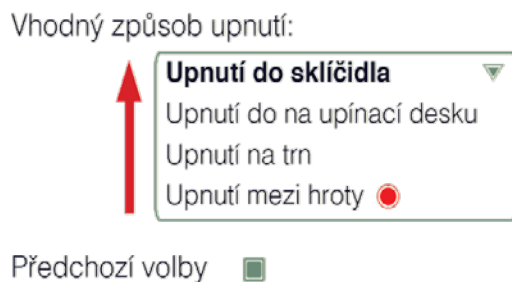 Vhodný způsob upnutí:
Upnutí do sklíčidla
Upnutí do na upínací desku
Upnutí na trn
Upnutí mezi hroty
Předchozí volby